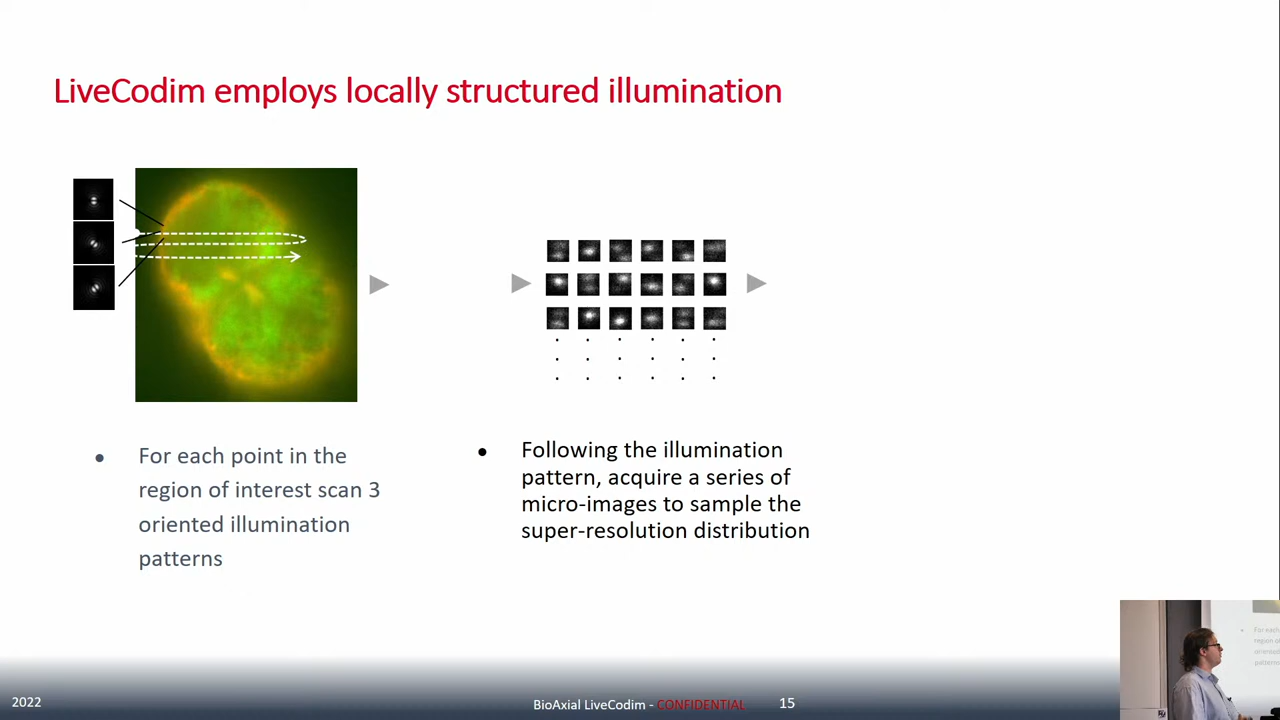 LiveCodim employs locally structured illumination
• For each point in the
region of interest scan 3
oriented illumination
patterns
• Following the illumination
pattern, acquire a series of
micro-images to sample the
super-resolution distribution
2022
BioAxial LiveCodim - CONFIDENTIAL
15